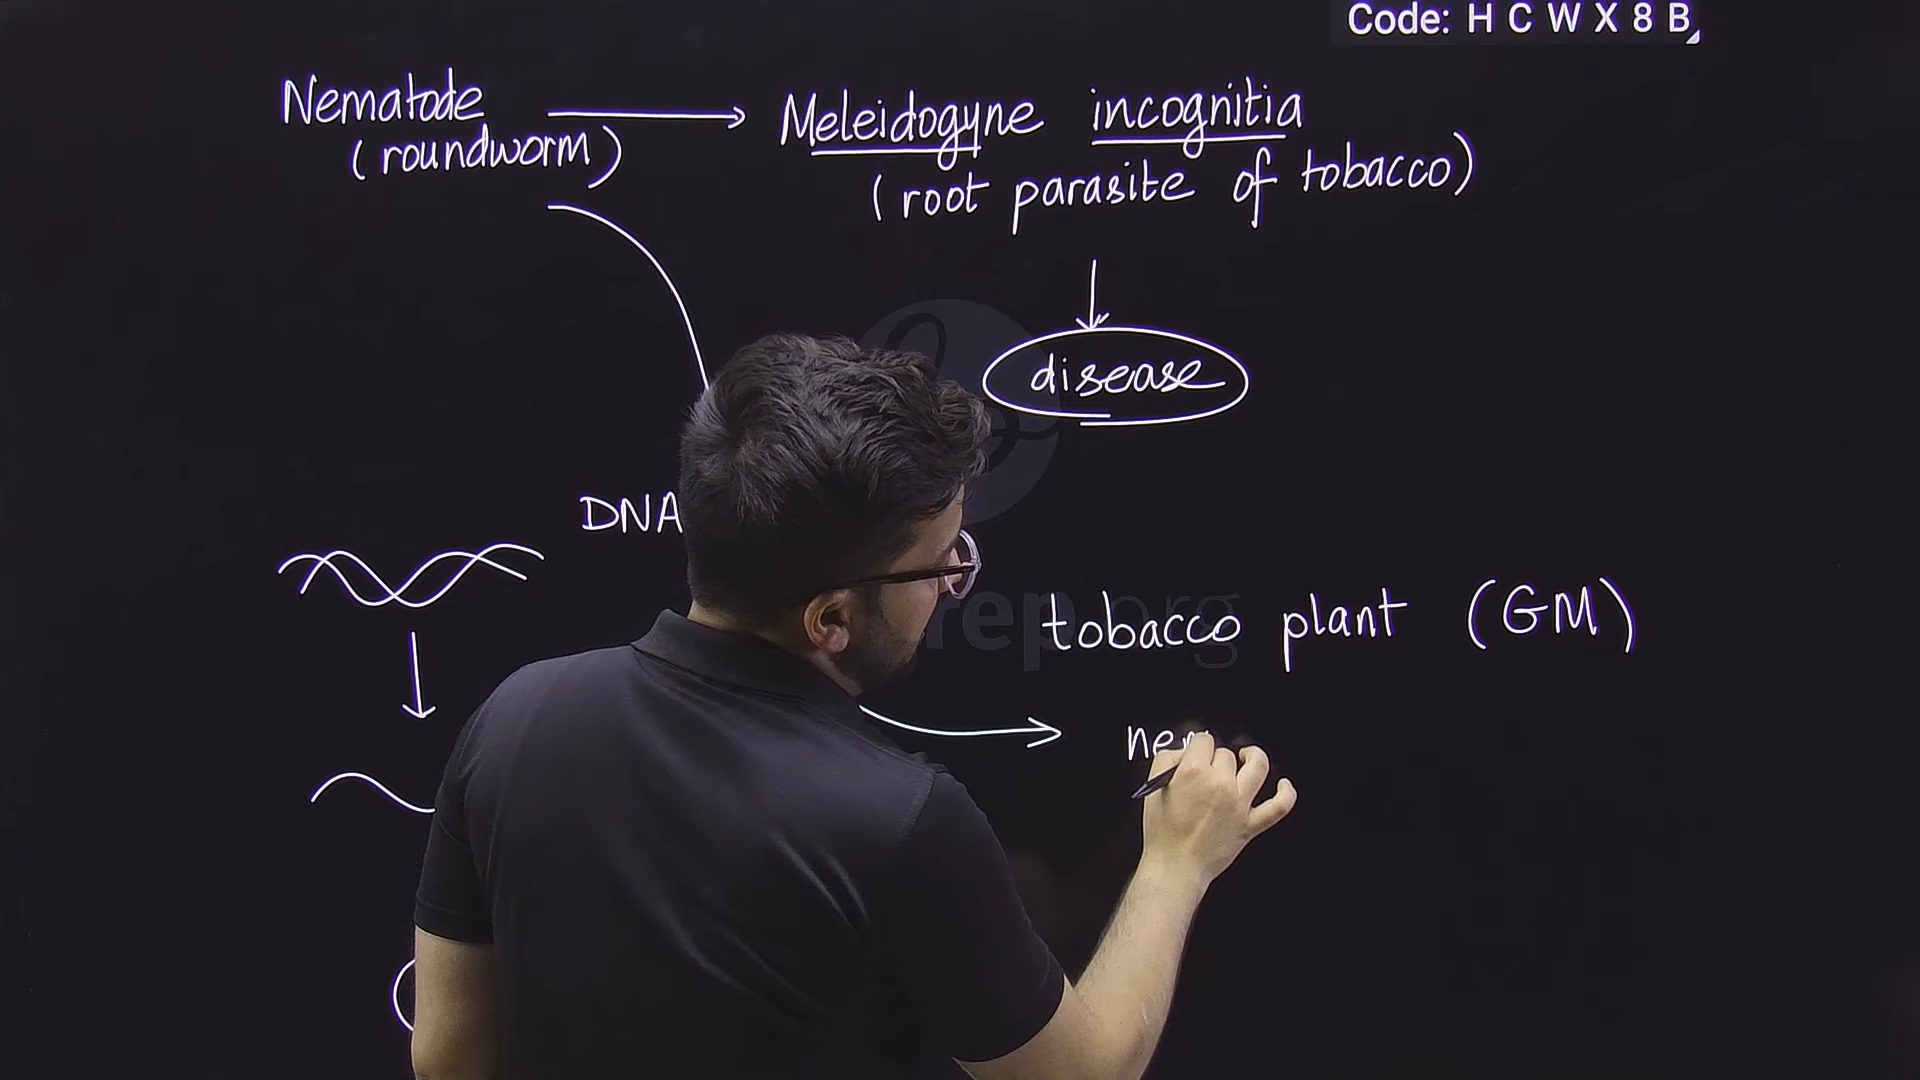 Code: H C W X 8 B
Nematode
(roundworm)
Meleidogyne incognitia
(root parasite of tobacco)
disease
DNA
tobacco plant (GM)